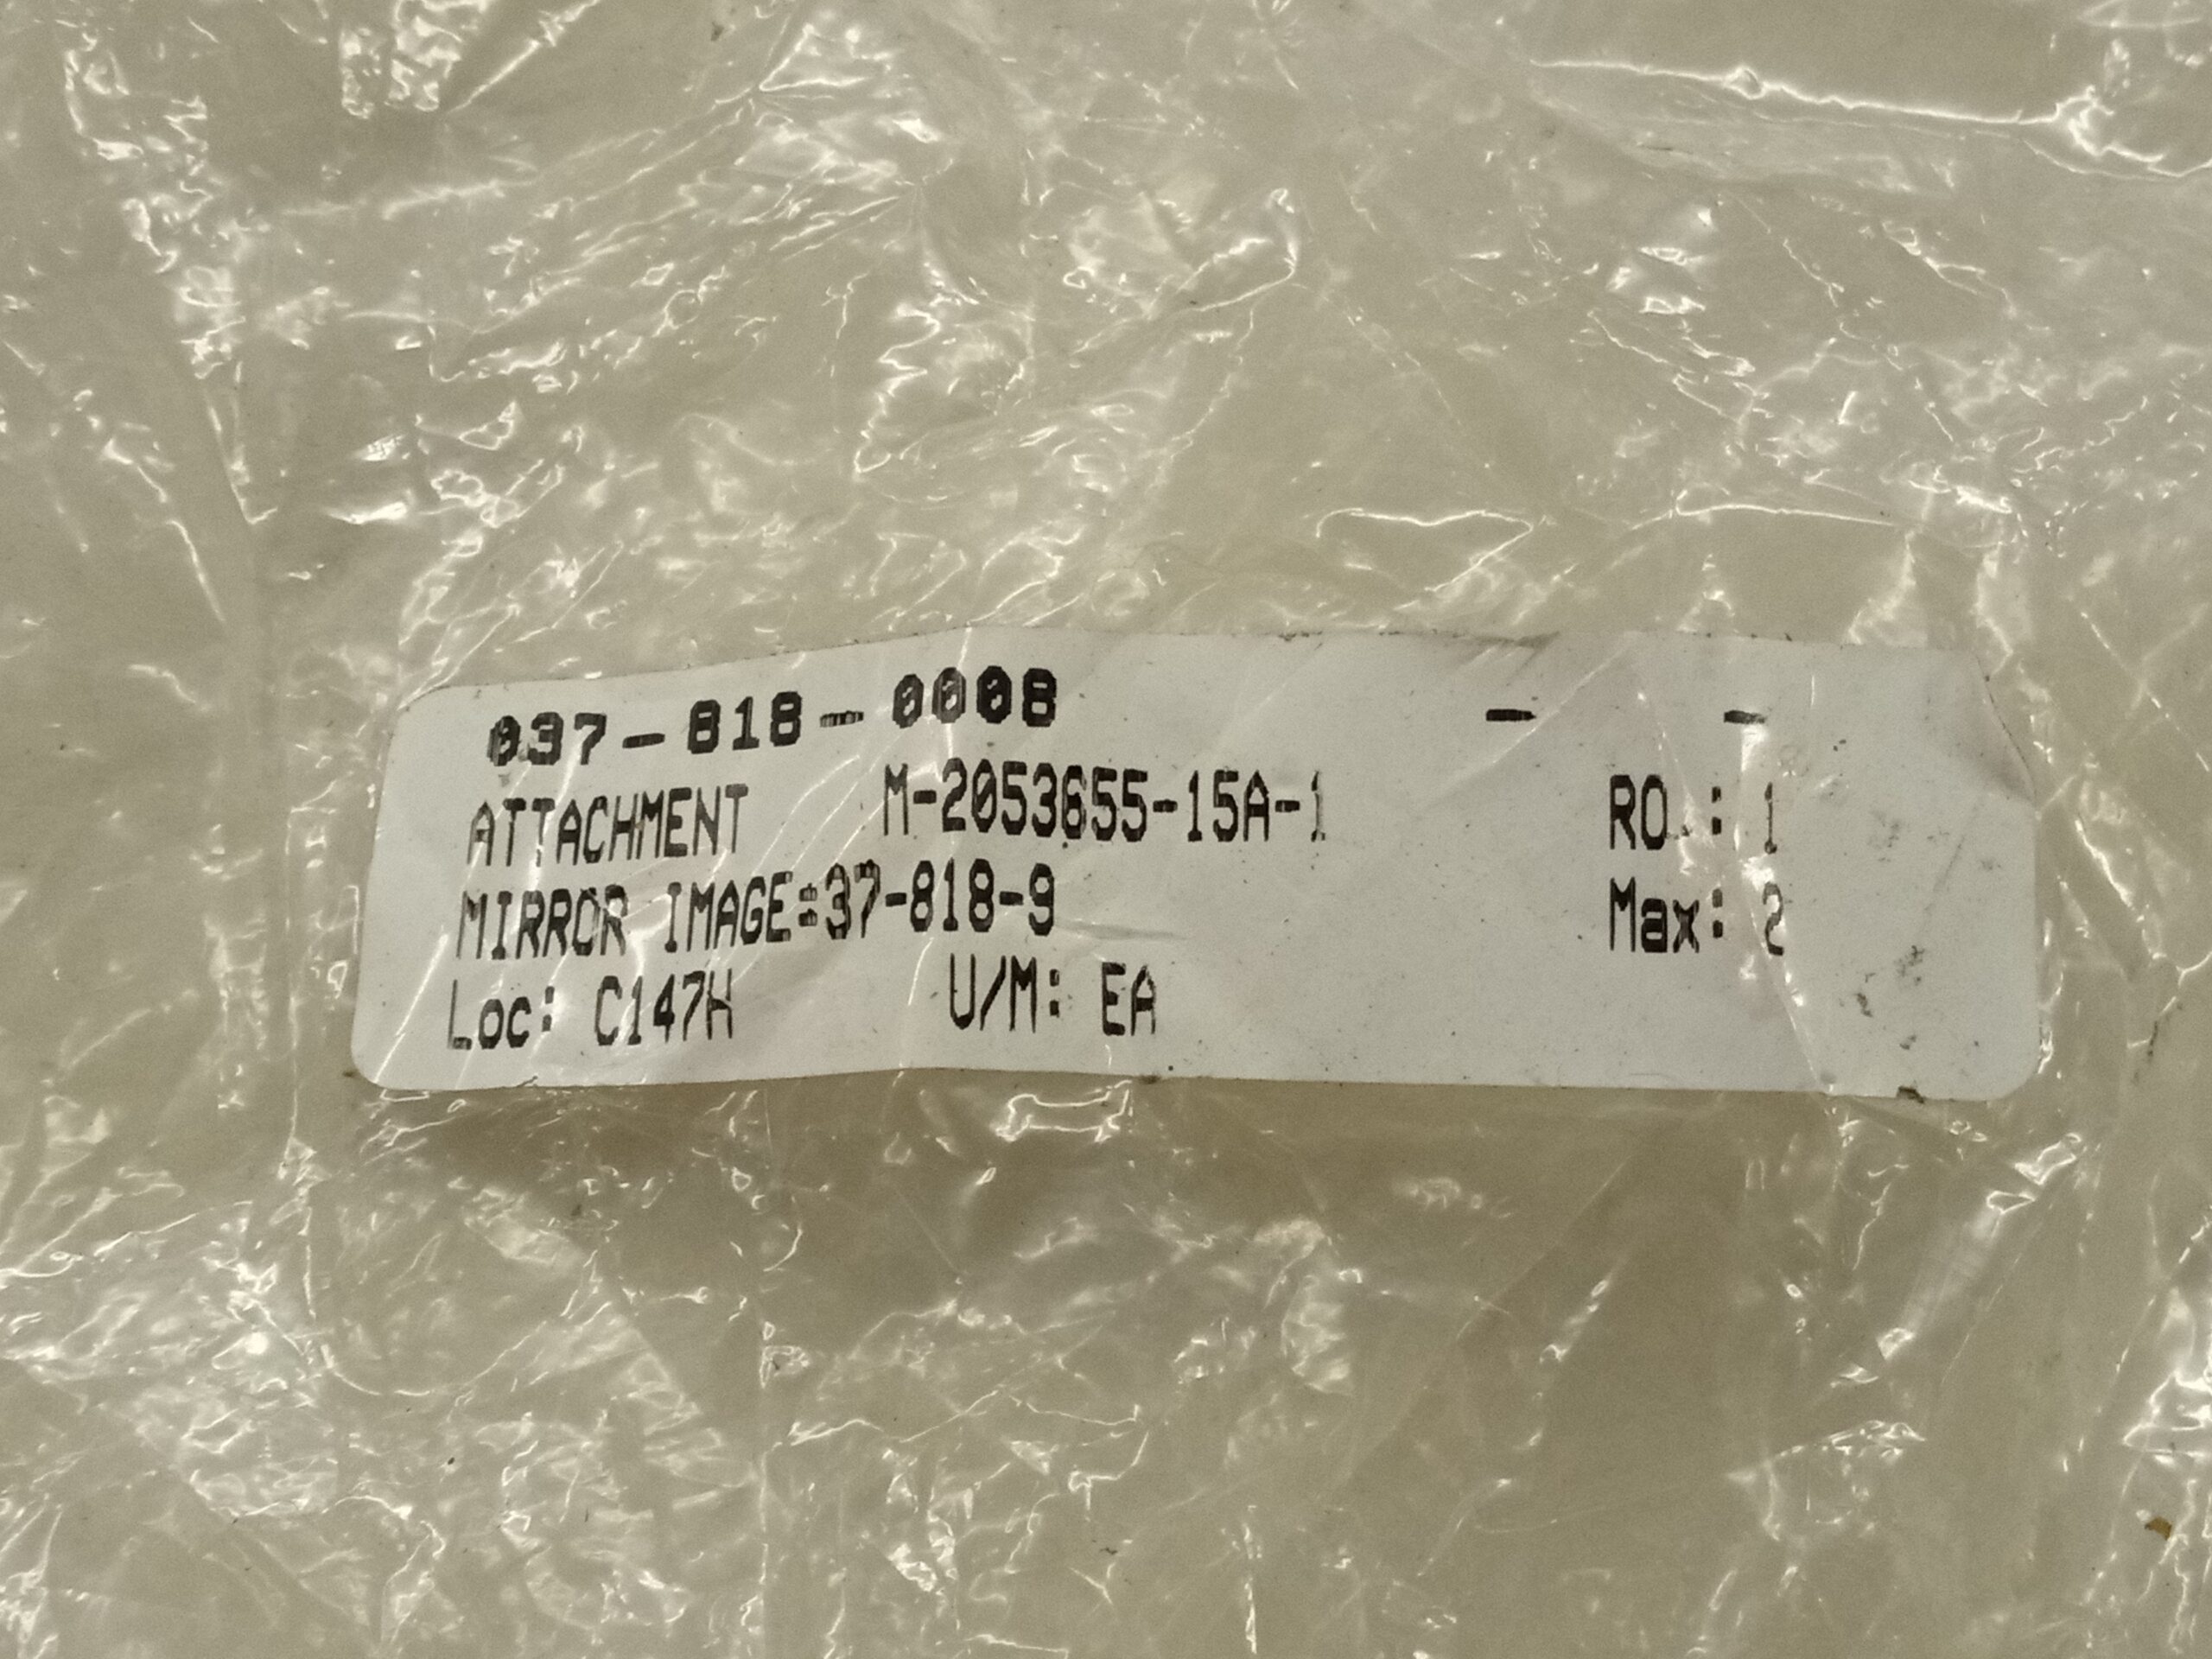 037-818-0008 - -
ATTACHMENT M-2053655-15A-1 RO : 1
MIRROR IMAGE:37-818-9 Max: 2
Loc: C147H U/M: EA